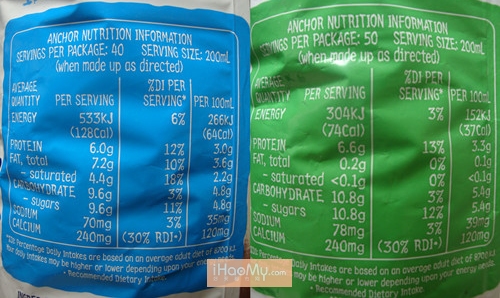 ANCHOR NUTRITION INFORMATION
SERVINGS PER PACKAGE: 40 SERVING SIZE: 200mL
(when made up as directed)
AVERAGE QUANTITY PER SERVING %DI PER SERVING* PER 100mL
ENERGY 533kJ 6% 266kJ
(128Cal) (64Cal)
PROTEIN 6.0g 12% 3.0g
FAT, total 7.2g 10% 3.6g
- saturated 4.4g 18% 2.2g
CARBOHYDRATE 9.6g 3% 4.8g
- sugars 9.6g 11% 4.8g
SODIUM 70mg 3% 35mg
CALCIUM 240mg (30% RDI•) 120mg
Percentage Daily Intakes are based on an average adult diet of 8700 kJ.
Your daily intakes may be higher or lower depending upon your energy needs.
• Recommended Dietary Intake.
ANCHOR NUTRITION INFORMATION
SERVINGS PER PACKAGE: 50 SERVING SIZE: 200mL
(when made up as directed)
AVERAGE QUANTITY PER SERVING %DI PER SERVING* PER 100mL
ENERGY 304kJ 3% 152kJ
(74Cal) (37Cal)
PROTEIN 6.6g 13% 3.3g
FAT, total 0.2g 0% 0.1g
- saturated <0.1g 0% <0.1g
CARBOHYDRATE 10.8g 3% 5.4g
- sugars 10.8g 12% 5.4g
SODIUM 78mg 3% 39mg
CALCIUM 240mg (30% RDI•) 120mg
Percentage Daily Intakes are based on an average adult diet of 8700 kJ.
Your daily intakes may be higher or lower depending upon your energy needs.
• Recommended Dietary Intake.
iHaoMy.com